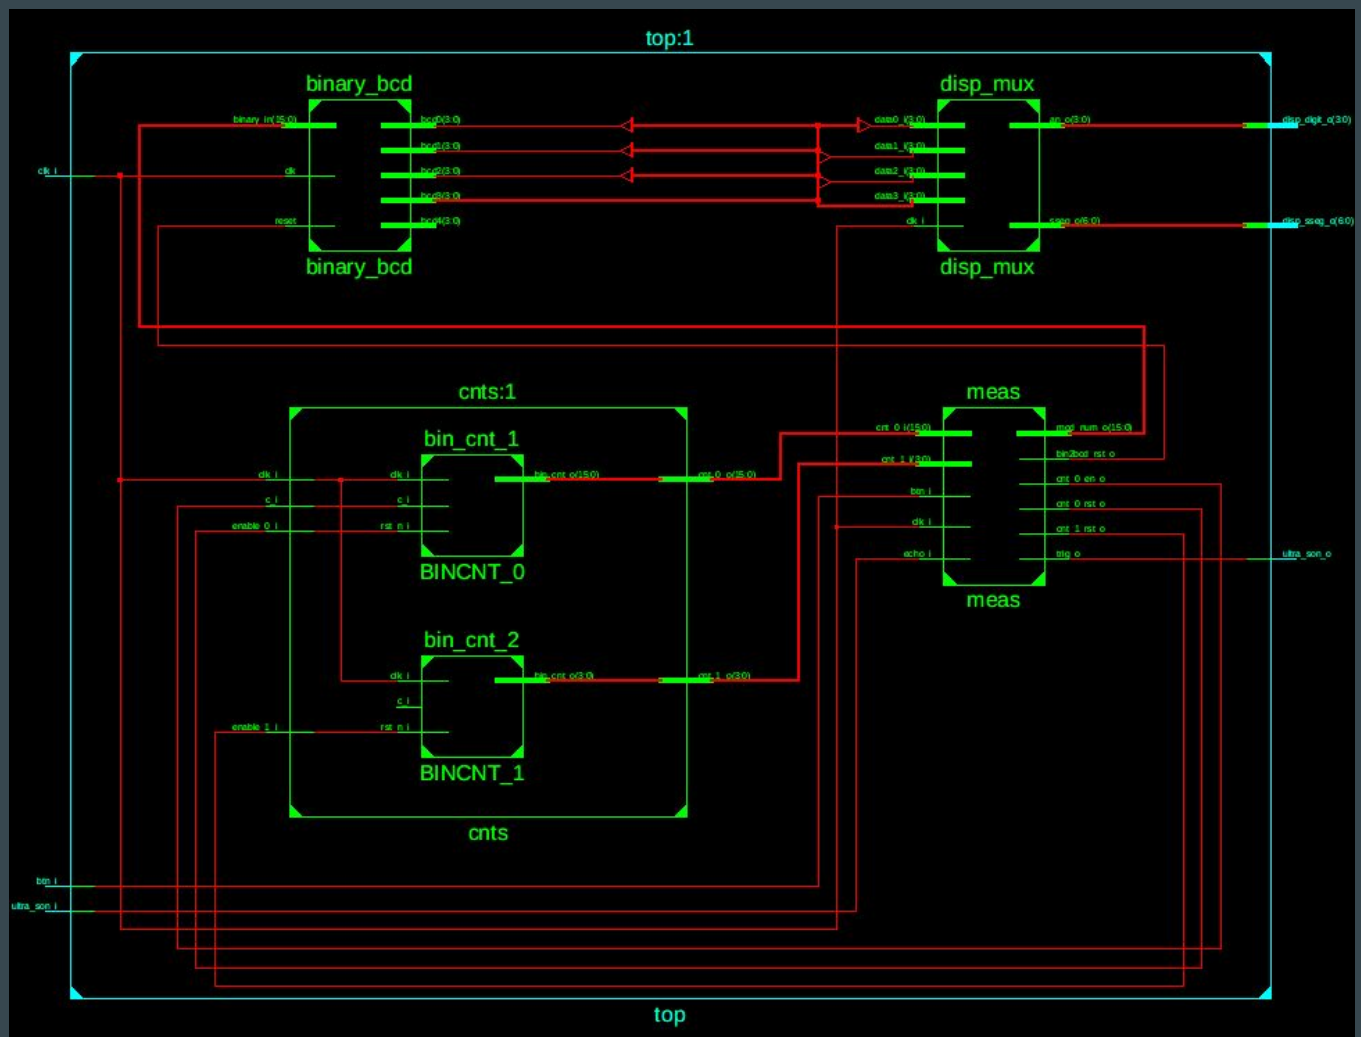 top:1
binary_bcd
disp_mux
binary_in(15:0)
bcd0(3:0)
data0_i(3:0)
an_o(3:0)
disp_digit_o(3:0)
bcd1(3:0)
data1_i(3:0)
clk_i
clk
bcd2(3:0)
data2_i(3:0)
bcd3(3:0)
data3_i(3:0)
reset
bcd4(3:0)
clk_i
sseg_o(6:0)
disp_sseg_o(6:0)
binary_bcd
disp_mux
cnts:1
meas
cnt_0_i(15:0)
bin_cnt_1
bin2bcd_rst_o
cnt_1_i(3:0)
clk_i
clk_i
bin_cnt_o(15:0)
cnt_0_o(15:0)
cnt_0_en_o
btn_i
c_i
c_i
cnt_0_rst_o
enable_0_i
rst_n_i
clk_i
cnt_1_rst_o
echo_i
trig_o
ultra_son_o
BINCNT_0
meas
bin_cnt_2
clk_i
bin_cnt_o(3:0)
cnt_1_o(3:0)
c_i
enable_1_i
rst_n_i
BINCNT_1
cnts
btn_i
ultra_son_i
top